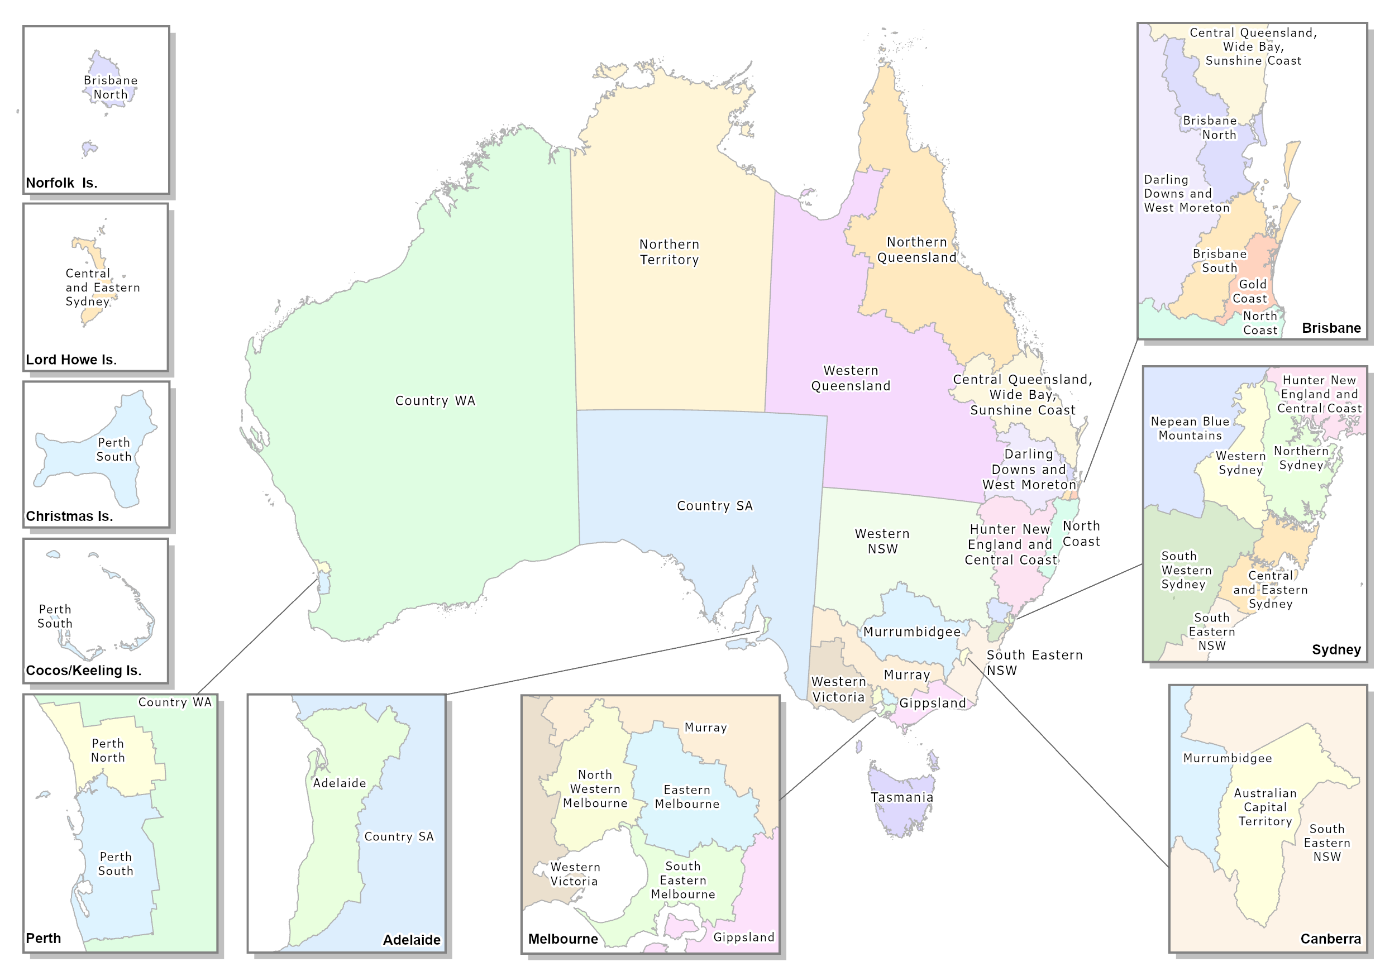 Brisbane
North
Norfolk Is.
Central
and Eastern
Sydney
Lord Howe Is.
Perth
South
Christmas Is.
Perth
South
Cocos/Keeling Is.
Northern
Territory
Northern
Queensland
Country WA
Western
Queensland
Central Queensland,
Wide Bay,
Sunshine Coast
Darling
Downs and
West Moreton
Country SA
Western
NSW
Hunter New
England and
Central Coast
North
Coast
Murrumbidgee
South Eastern
NSW
Murray
Western
Victoria
Gippsland
Tasmania
Central Queensland,
Wide Bay,
Sunshine Coast
Brisbane
North
Darling
Downs and
West Moreton
Brisbane
South
Gold
Coast
North
Coast
Brisbane
Hunter New
England and
Central Coast
Nepean Blue
Mountains
Western
Sydney
Northern
Sydney
South
Western
Sydney
Central
and Eastern
Sydney
South
Eastern
NSW
Sydney
Country WA
Perth
North
Perth
South
Perth
Adelaide
Country SA
Adelaide
Murray
North
Western
Melbourne
Eastern
Melbourne
Western
Victoria
South
Eastern
Melbourne
Gippsland
Melbourne
Murrumbidgee
Australian
Capital
Territory
South
Eastern
NSW
Canberra